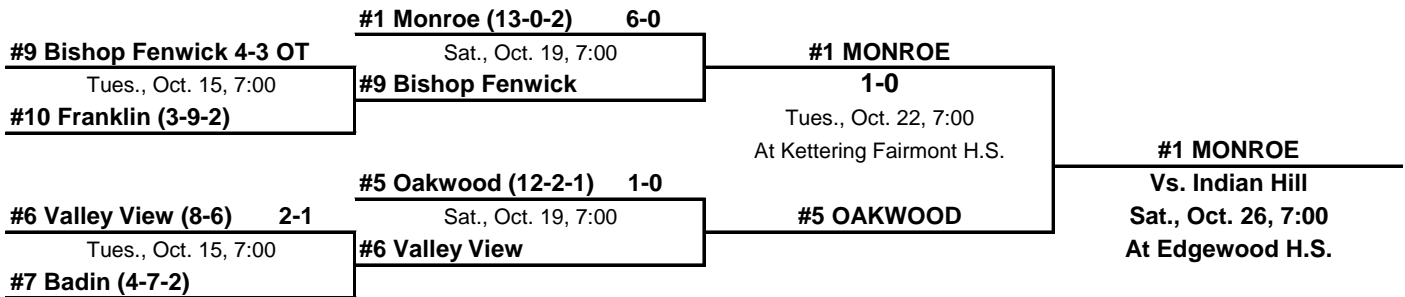 #1 Monroe (13-0-2) 6-0
#9 Bishop Fenwick 4-3 OT
Sat., Oct. 19, 7:00
#1 MONROE
Tues., Oct. 15, 7:00
#9 Bishop Fenwick
1-0
#10 Franklin (3-9-2)
Tues., Oct. 22, 7:00
At Kettering Fairmont H.S.
#1 MONROE
#5 Oakwood (12-2-1) 1-0
Vs. Indian Hill
#6 Valley View (8-6) 2-1
Sat., Oct. 19, 7:00
#5 OAKWOOD
Sat., Oct. 26, 7:00
Tues., Oct. 15, 7:00
#6 Valley View
At Edgewood H.S.
#7 Badin (4-7-2)